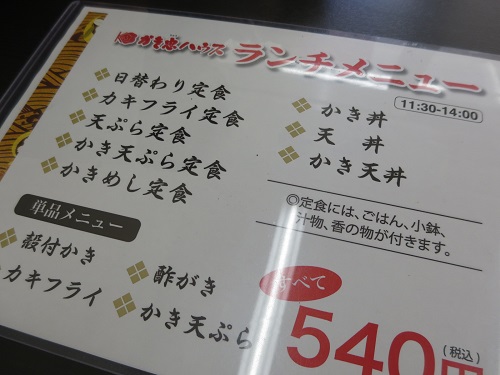 かき忠ハウス ランチメニュー
11:30-14:00
日替わり定食
カキフライ定食
天ぷら定食
かき天ぷら定食
かきめし定食
かき丼
天 丼
かき天丼
◎定食には、ごはん、小鉢、
汁物、香の物が付きます。
単品メニュー
殻付かき
酢がき
カキフライ
かき天ぷら
すべて
540円
(税込)